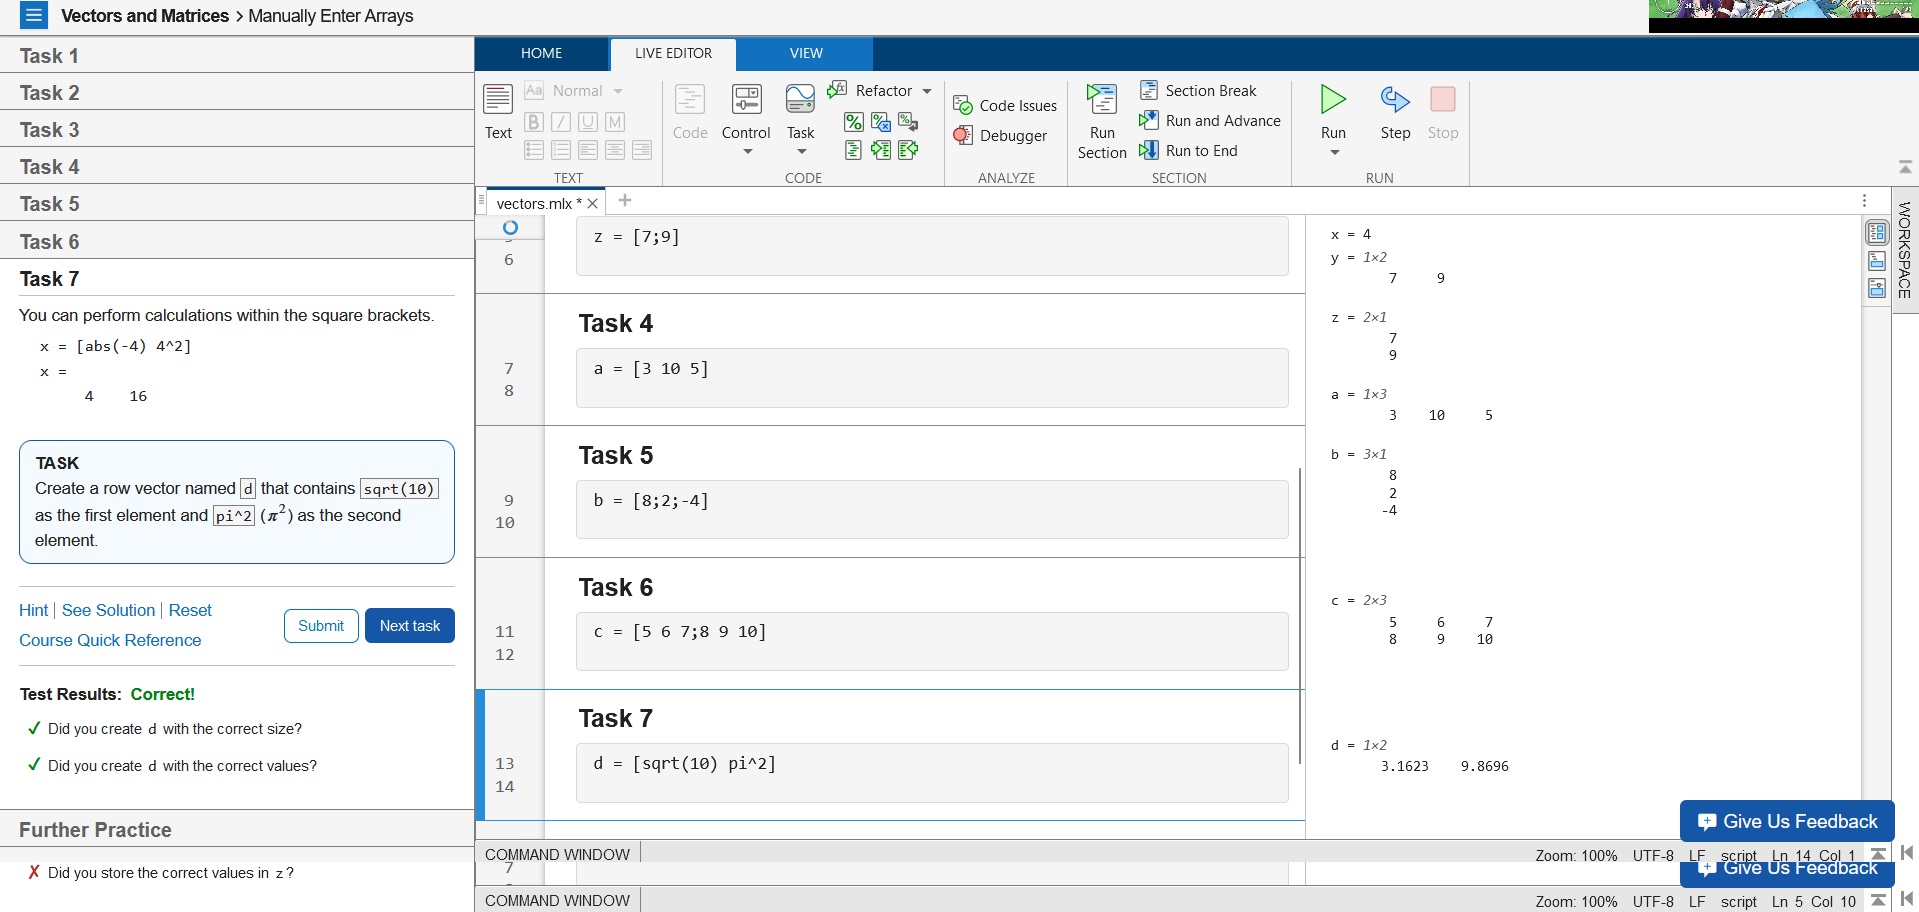 Vectors and Matrices > Manually Enter Arrays
Task 1
Task 2
Task 3
Task 4
Task 5
Task 6
Task 7
You can perform calculations within the square brackets.
x = [abs(-4) 4^2]
x =
4 16
TASK
Create a row vector named d that contains sqrt(10)
as the first element and pi^2 (π²) as the second
element.
Hint | See Solution | Reset
Course Quick Reference
Submit
Next task
Test Results: Correct!
✓ Did you create d with the correct size?
✓ Did you create d with the correct values?
Further Practice
✗ Did you store the correct values in z?
HOME
LIVE EDITOR
VIEW
Text
Aa Normal
B I U M
TEXT
Code
Control
Task
Refactor
CODE
Code Issues
Debugger
ANALYZE
Run
Section
Section Break
Run and Advance
Run to End
SECTION
Run
Step
Stop
RUN
vectors.mlx *
z = [7;9]
6
Task 4
7 a = [3 10 5]
8
Task 5
9 b = [8;2;-4]
10
Task 6
11 c = [5 6 7;8 9 10]
12
Task 7
13 d = [sqrt(10) pi^2]
14
x = 4
y = 1×2
7 9
z = 2×1
7
9
a = 1×3
3 10 5
b = 3×1
8
2
-4
c = 2×3
5 6 7
8 9 10
d = 1×2
3.1623 9.8696
WORKSPACE
Give Us Feedback
COMMAND WINDOW
Zoom: 100% UTF-8 LF script Ln 14 Col 1
7
Give Us Feedback
COMMAND WINDOW
Zoom: 100% UTF-8 LF script Ln 5 Col 10